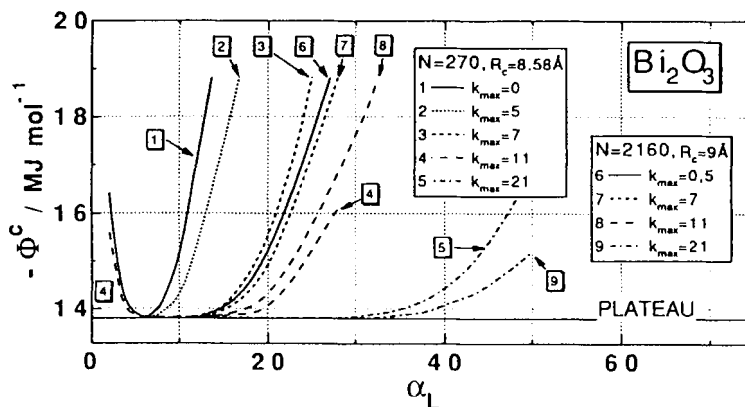 20
18
16
14
- Φᶜ / MJ mol⁻¹
0
20
40
60
α_L
1
2
3
6
7
8
4
4
5
9
N=270, R_c=8.58Å
1 k_max=0
2 k_max=5
3 k_max=7
4 k_max=11
5 k_max=21
Bi₂O₃
N=2160, R_c=9Å
6 k_max=0,5
7 k_max=7
8 k_max=11
9 k_max=21
PLATEAU